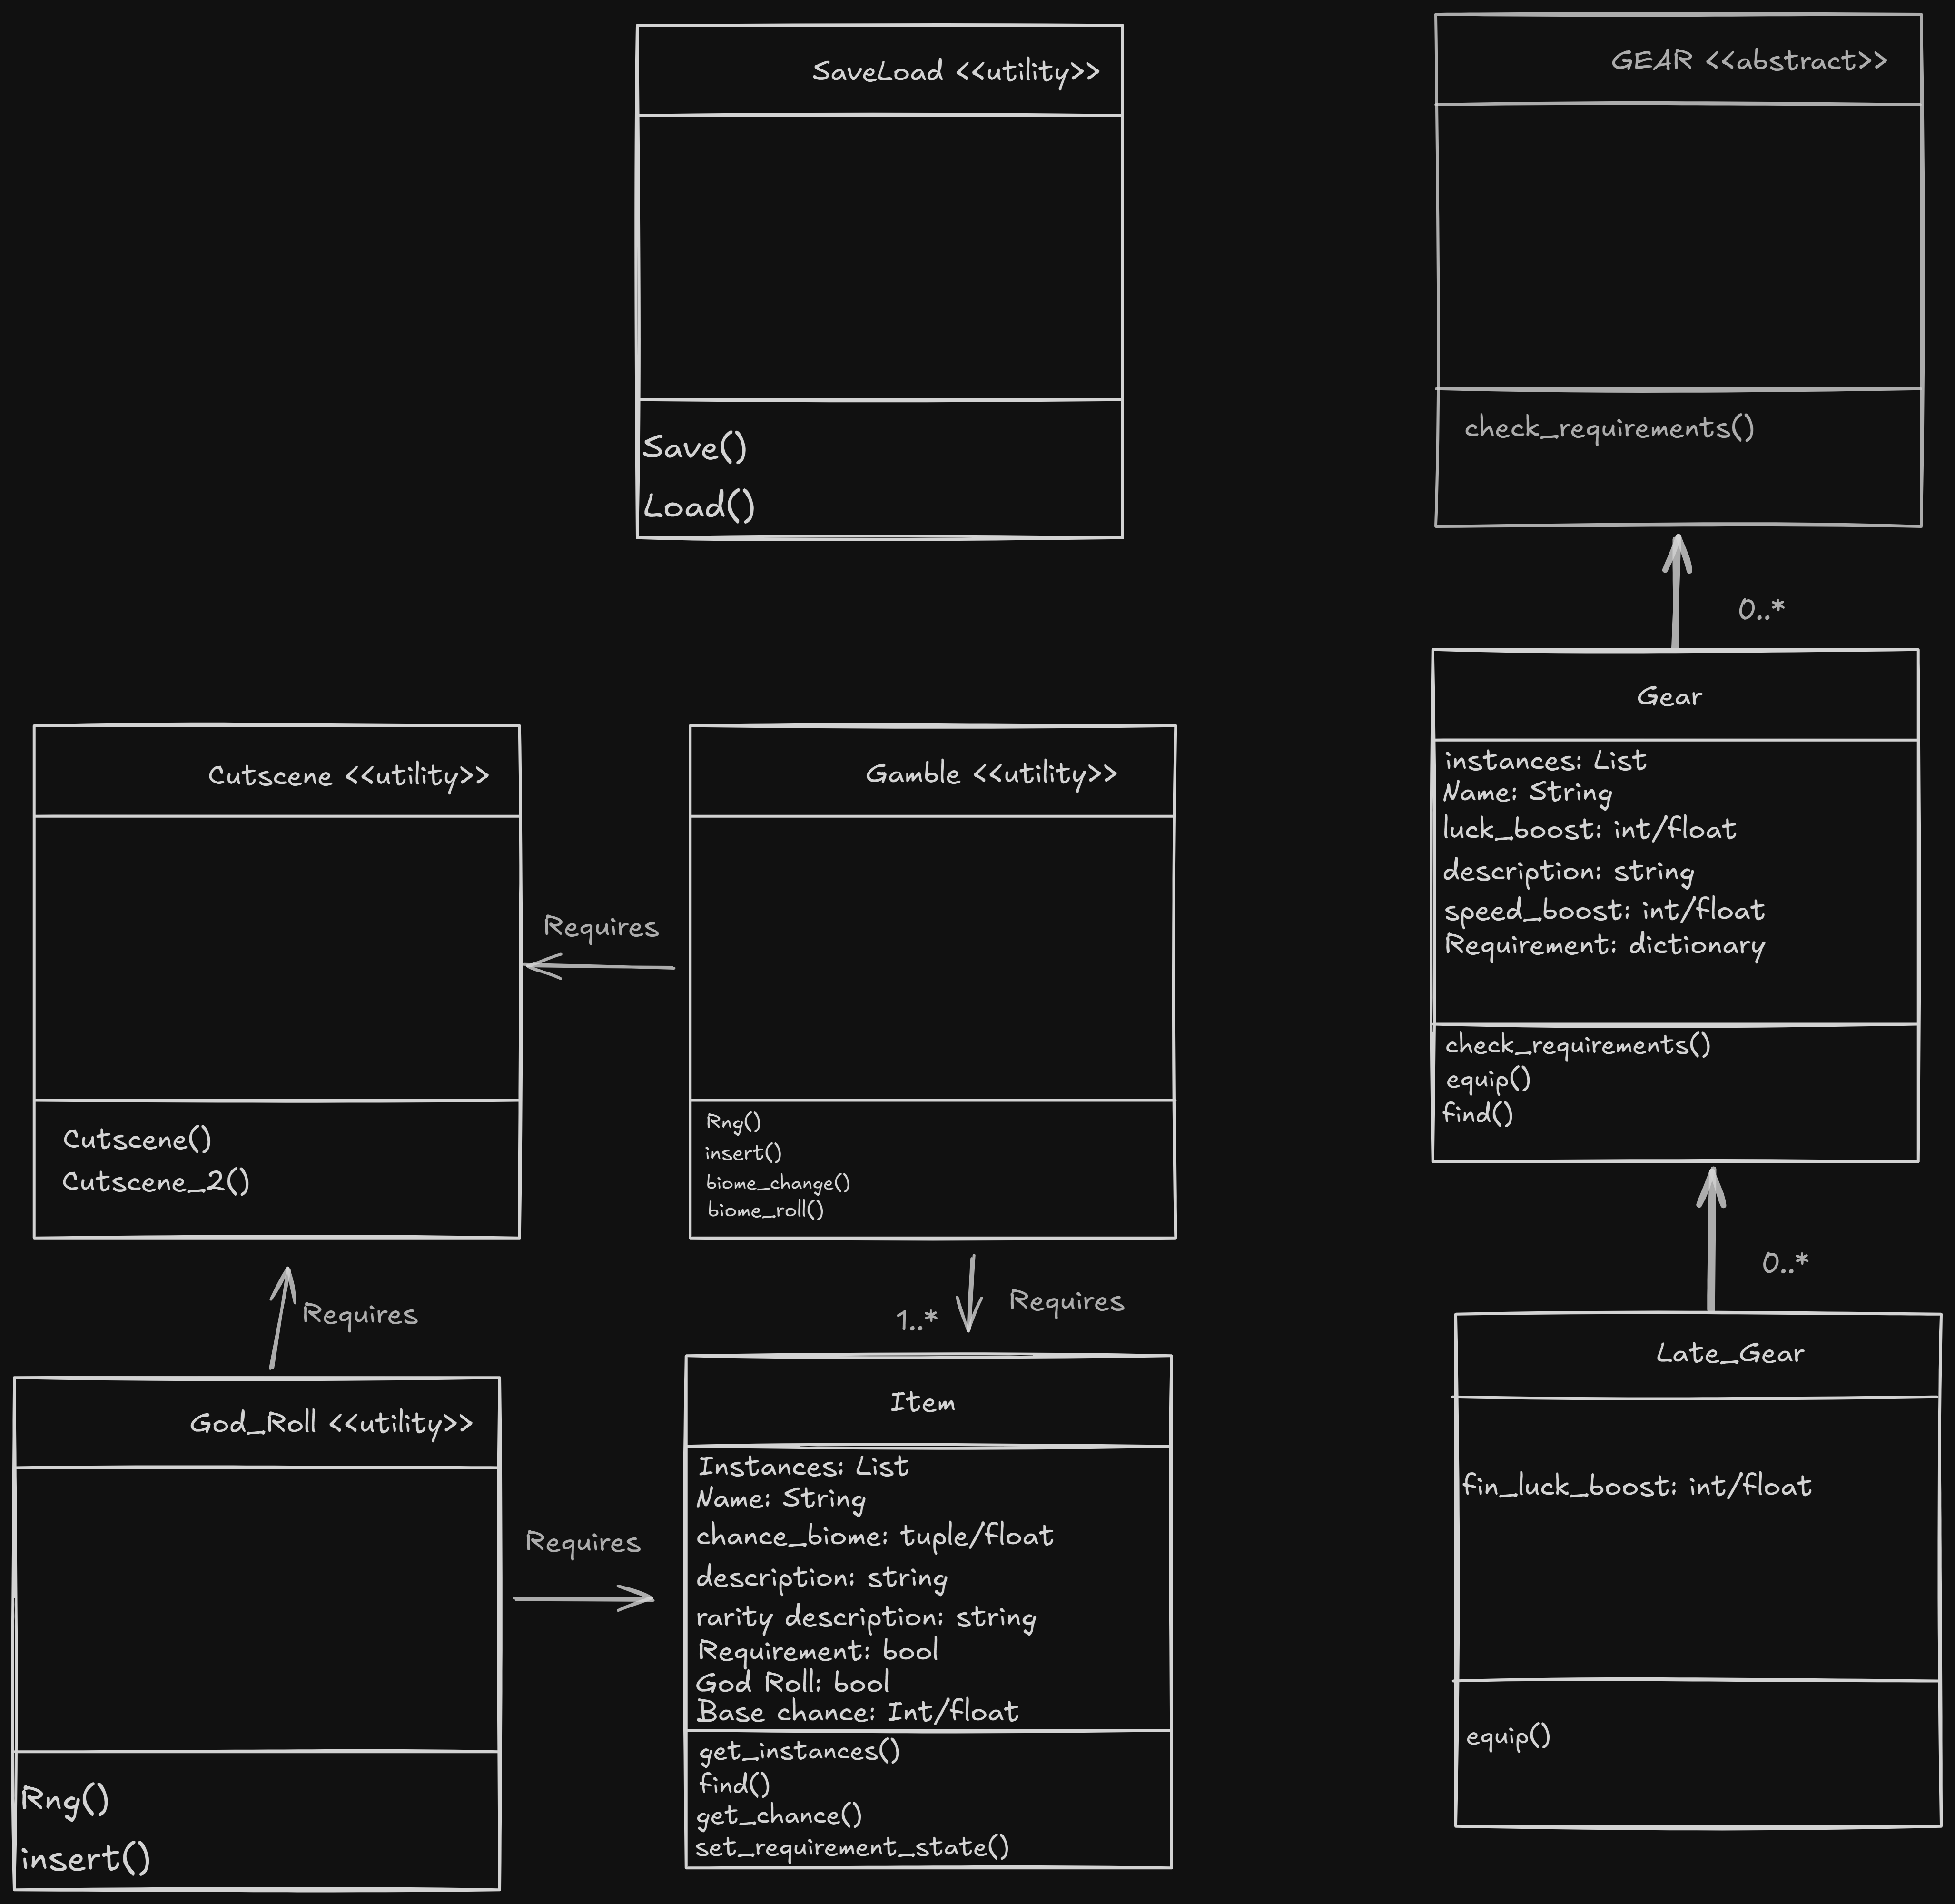 SaveLoad <<utility>>
Save()
Load()
GEAR <<abstract>>
check_requirements()
0..*
Gear
instances: List
Name: String
luck_boost: int/float
description: string
speed_boost: int/float
Requirement: dictionary
check_requirements()
equip()
find()
0..*
Late_Gear
fin_luck_boost: int/float
equip()
Cutscene <<utility>>
Cutscene()
Cutscene_2()
Requires
Gamble <<utility>>
Rng()
insert()
biome_change()
biome_roll()
Requires
1..*
Requires
God_Roll <<utility>>
Rng()
insert()
Requires
Item
Instances: List
Name: String
chance_biome: tuple/float
description: string
rarity description: string
Requirement: bool
God Roll: bool
Base chance: Int/float
get_instances()
find()
get_chance()
set_requirement_state()